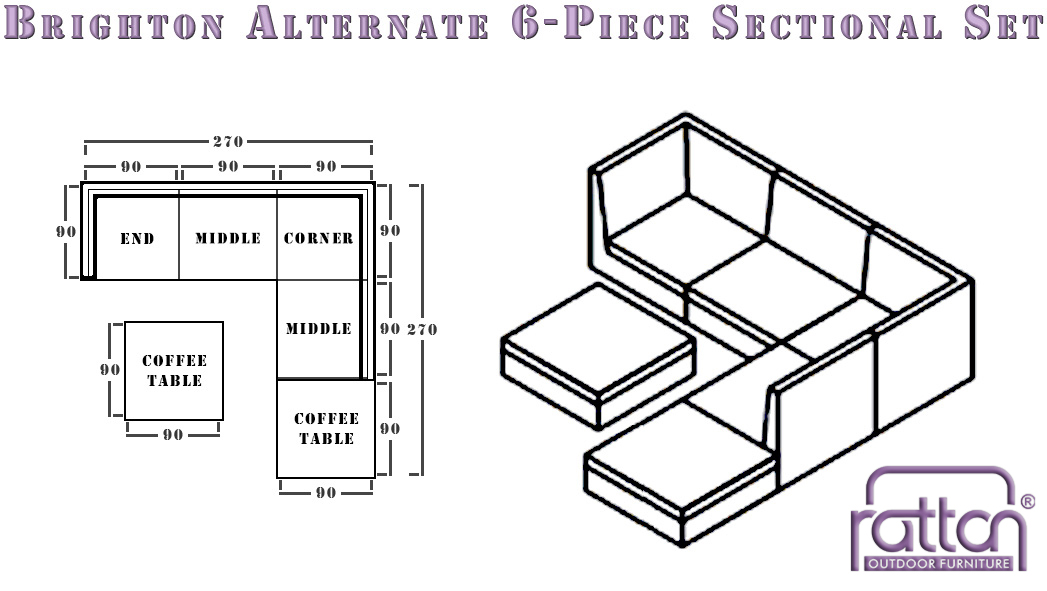 Brighton Alternate 6-Piece Sectional Set
270
90 90 90
90 END MIDDLE CORNER 90
MIDDLE 90 270
90 COFFEE
TABLE
90
COFFEE
TABLE 90
90
rattan®
OUTDOOR FURNITURE